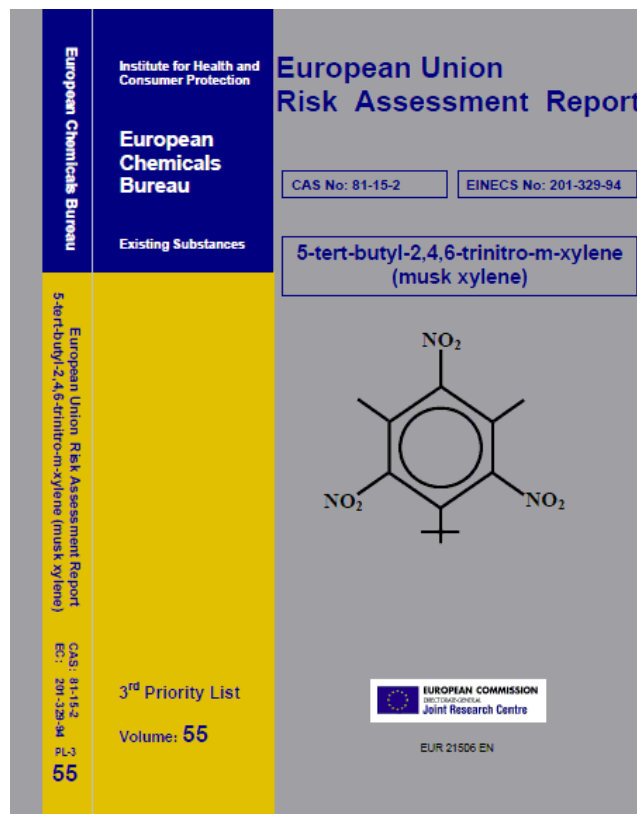 European Chemicals Bureau
European Union Risk Assessment Report
5-tert-butyl-2,4,6-trinitro-m-xylene (musk xylene)
CAS: 81-15-2
EC: 201-329-94
PL-3
55
Institute for Health and
Consumer Protection
European
Chemicals
Bureau
Existing Substances
3rd Priority List
Volume: 55
European Union
Risk Assessment Report
CAS No: 81-15-2
EINECS No: 201-329-94
5-tert-butyl-2,4,6-trinitro-m-xylene
(musk xylene)
NO2
NO2
NO2
EUROPEAN COMMISSION
DIRECTORATE-GENERAL
Joint Research Centre
EUR 21506 EN